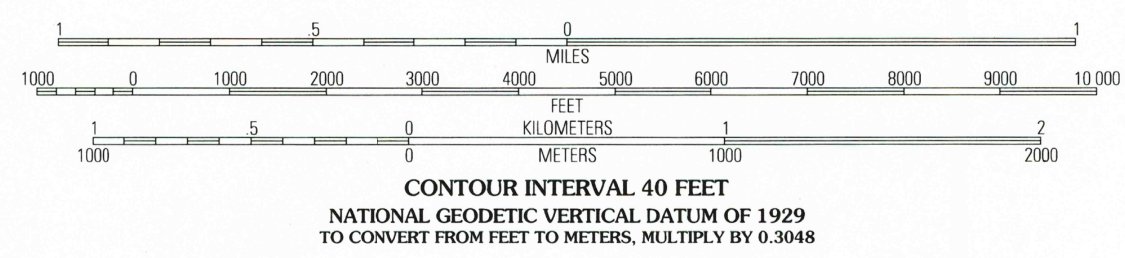 1 .5 0 1
MILES
1000 0 1000 2000 3000 4000 5000 6000 7000 8000 9000 10 000
FEET
1 .5 0 KILOMETERS 1 2
1000 0 METERS 1000 2000
CONTOUR INTERVAL 40 FEET
NATIONAL GEODETIC VERTICAL DATUM OF 1929
TO CONVERT FROM FEET TO METERS, MULTIPLY BY 0.3048